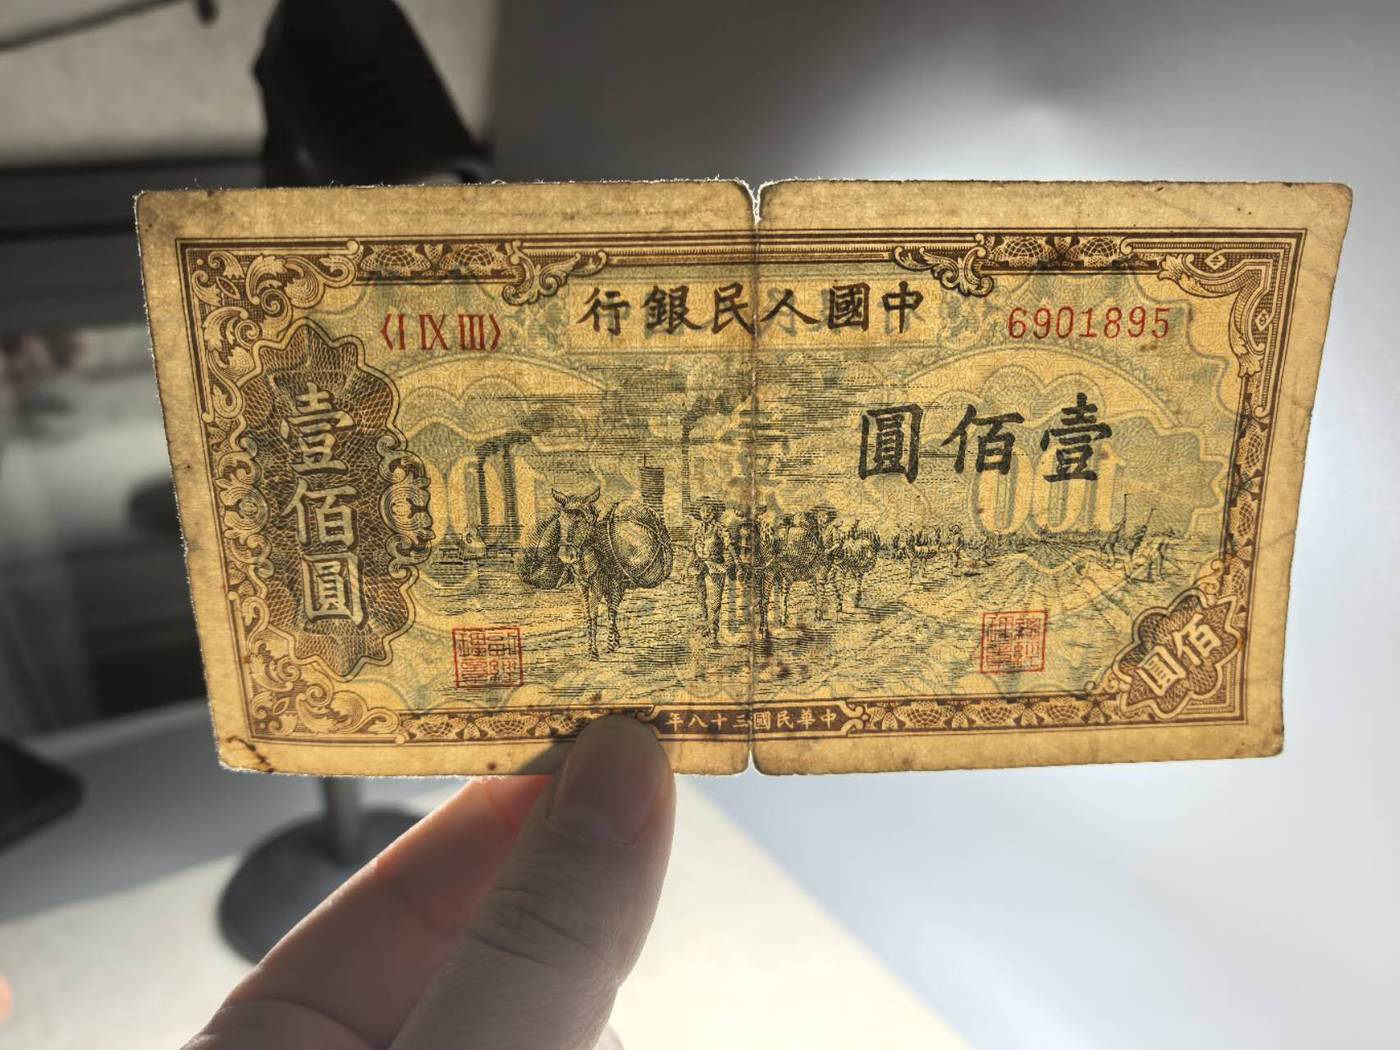 中國人民銀行
〈I IX III〉
6901895
壹佰圓
壹佰圓
佰圓
中華民國三十八年